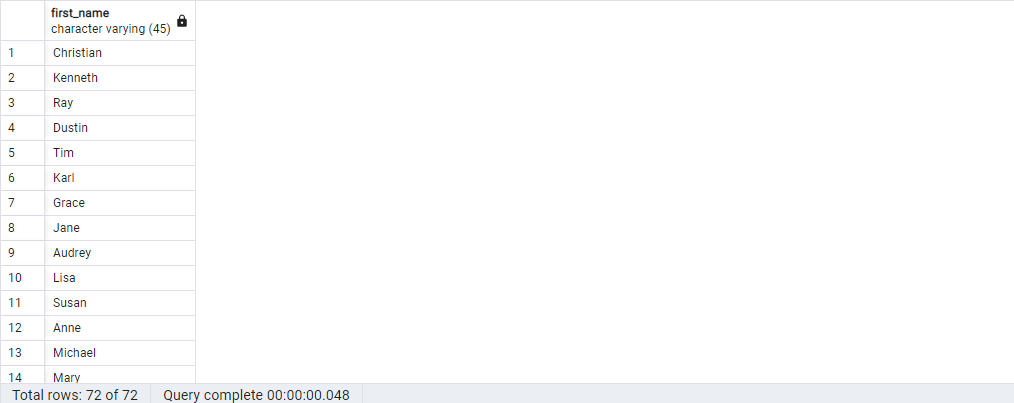 first_name
character varying (45)
1 Christian
2 Kenneth
3 Ray
4 Dustin
5 Tim
6 Karl
7 Grace
8 Jane
9 Audrey
10 Lisa
11 Susan
12 Anne
13 Michael
14 Mary
Total rows: 72 of 72 Query complete 00:00:00.048